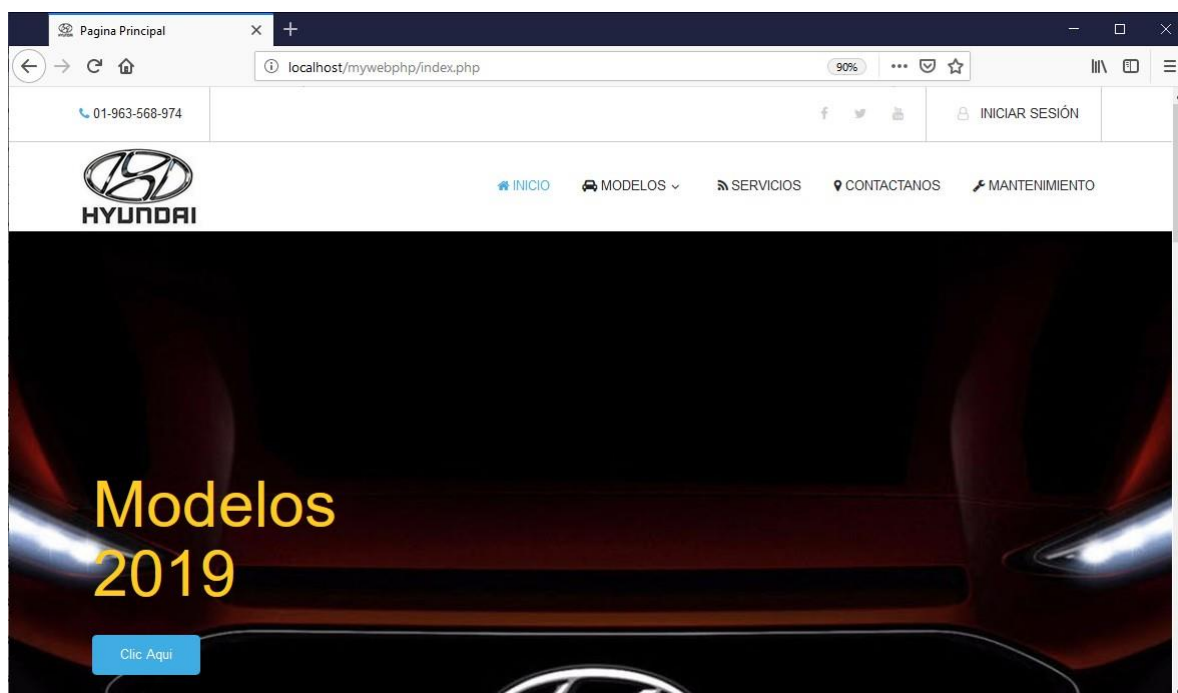 Pagina Principal
localhost/mywebphp/index.php
90%
01-963-568-974
INICIAR SESIÓN
HYUNDAI
INICIO
MODELOS
SERVICIOS
CONTACTANOS
MANTENIMIENTO
Modelos
2019
Clic Aqui